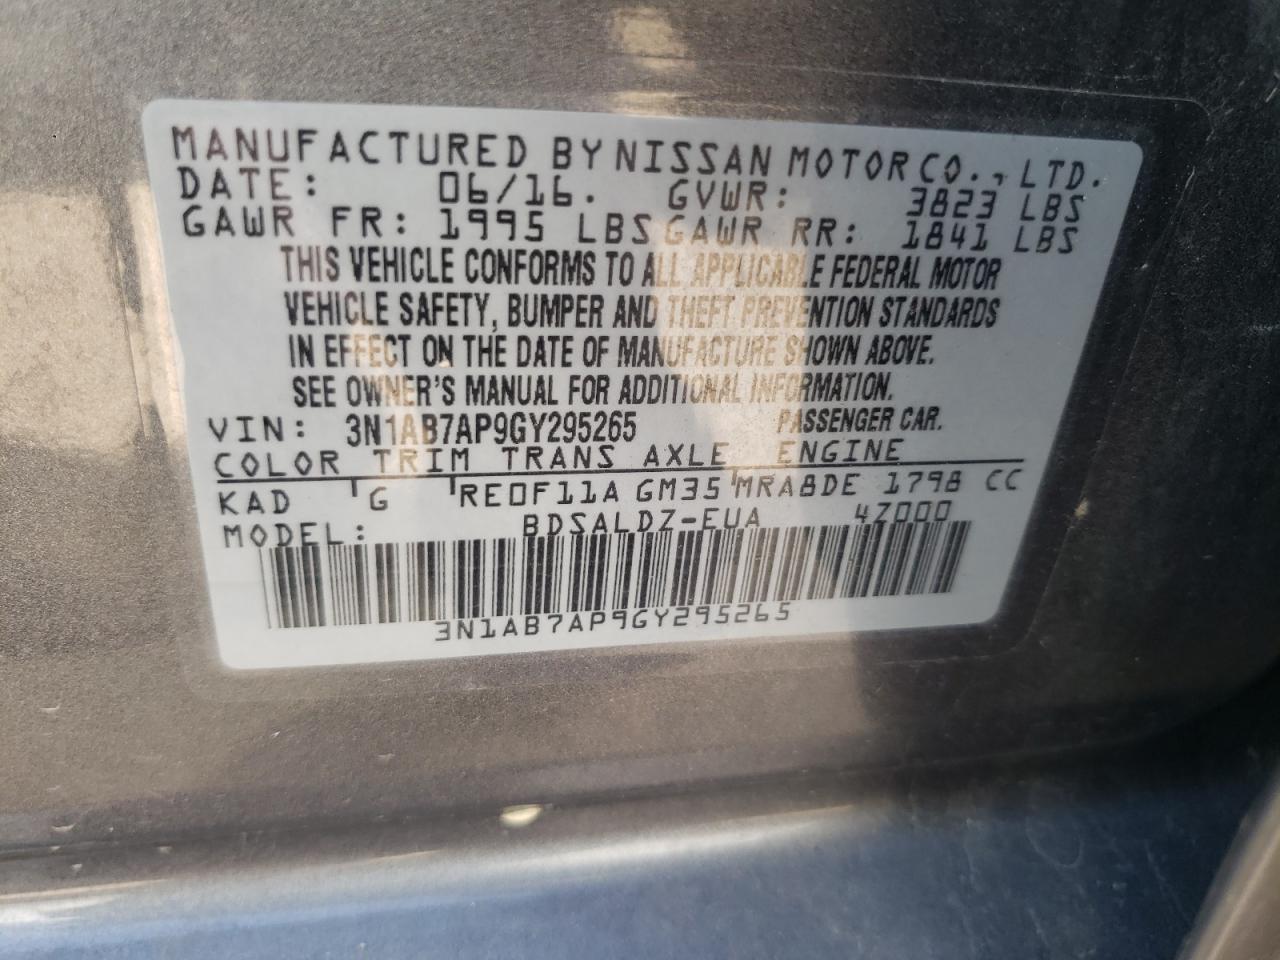 MANUFACTURED BY NISSAN MOTOR CO., LTD.
DATE: 06/16. GVWR: 3823 LBS
GAWR FR: 1995 LBS GAWR RR: 1841 LBS
THIS VEHICLE CONFORMS TO ALL APPLICABLE FEDERAL MOTOR
VEHICLE SAFETY, BUMPER AND THEFT PREVENTION STANDARDS
IN EFFECT ON THE DATE OF MANUFACTURE SHOWN ABOVE.
SEE OWNER'S MANUAL FOR ADDITIONAL INFORMATION.
VIN: 3N1AB7AP9GY295265 PASSENGER CAR.
COLOR TRIM TRANS AXLE ENGINE
KAD G RE0F11A GM35 MRA8DE 1798 CC
MODEL: BDSALDZ-EUA 4Z000
3N1AB7AP9GY295265